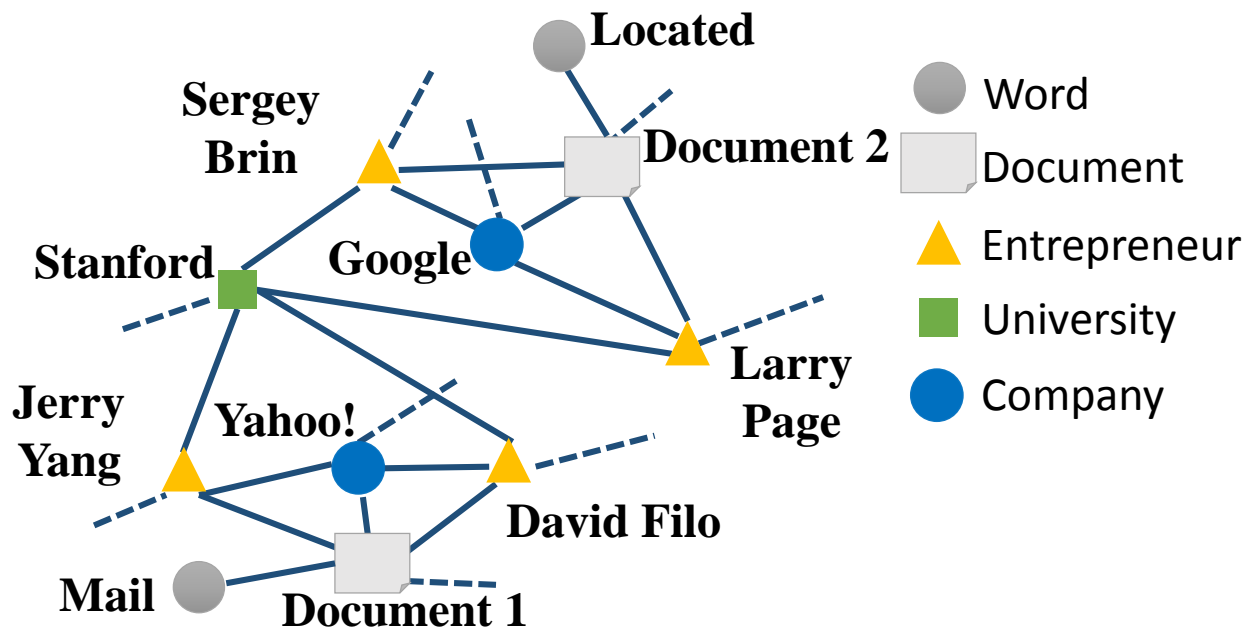 Located
Sergey
Brin
Document 2
Stanford
Google
Larry
Page
Jerry
Yang
Yahoo!
David Filo
Mail
Document 1
Word
Document
Entrepreneur
University
Company